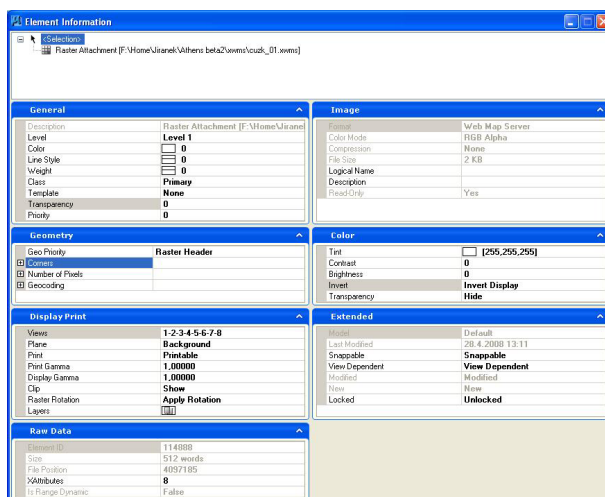 Element Information
<Selection>
Raster Attachment [F:\Home\Jiranek\Athens beta2\xwms\cuzk_01.xwms]
General
Description Raster Attachment [F:\Home\Jiranel
Level Level 1
Color 0
Line Style 0
Weight 0
Class Primary
Template None
Transparency 0
Priority 0
Image
Format Web Map Server
Color Mode RGB Alpha
Compression None
File Size 2 KB
Logical Name
Description
Read-Only Yes
Geometry
Geo Priority Raster Header
Corners
Number of Pixels
Geocoding
Color
Tint [255,255,255]
Contrast 0
Brightness 0
Invert Invert Display
Transparency Hide
Display Print
Views 1-2-3-4-5-6-7-8
Plane Background
Print Printable
Print Gamma 1,00000
Display Gamma 1,00000
Clip Show
Raster Rotation Apply Rotation
Layers
Extended
Model Default
Last Modified 28.4.2008 13:11
Snappable Snappable
View Dependent View Dependent
Modified Modified
New New
Locked Unlocked
Raw Data
Element ID 114888
Size 512 words
File Position 4097185
XAttributes 8
Is Range Dynamic False